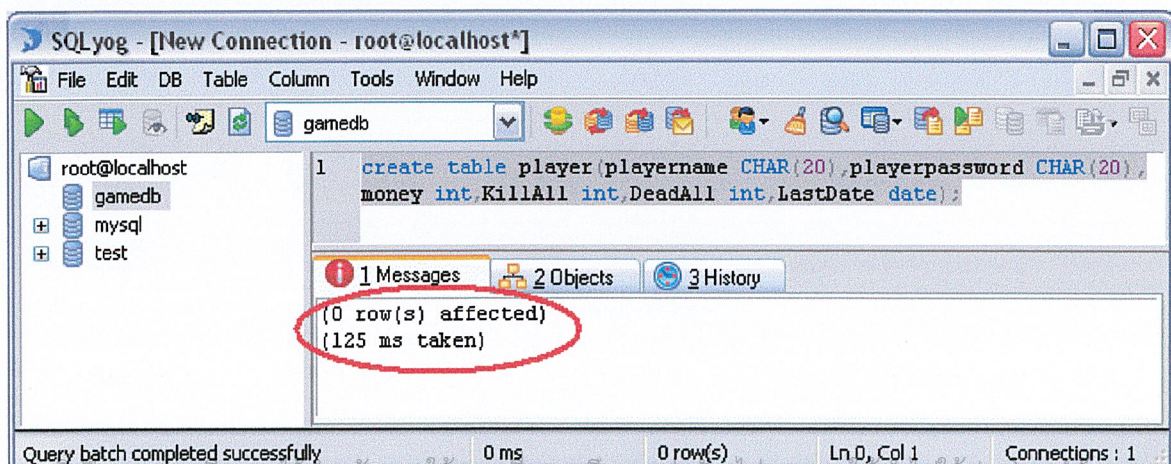 SQLyog - [New Connection - root@localhost*]
File Edit DB Table Column Tools Window Help
gamedb
root@localhost
gamedb
mysql
test
1 create table player(playername CHAR(20),playerpassword CHAR(20),
money int,KillAll int,DeadAll int,LastDate date);
1 Messages 2 Objects 3 History
(0 row(s) affected)
(125 ms taken)
Query batch completed successfully 0 ms 0 row(s) Ln 0, Col 1 Connections : 1